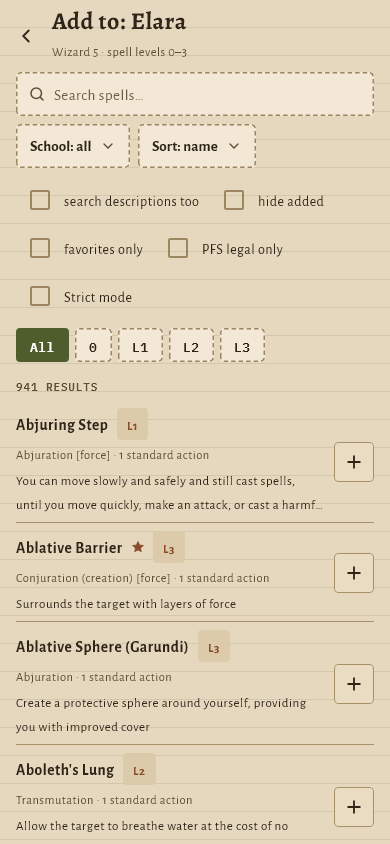 Add to: Elara
Wizard 5 · spell levels 0–3
Search spells…
School: all
Sort: name
search descriptions too
hide added
favorites only
PFS legal only
Strict mode
All
0
L1
L2
L3
941 RESULTS
Abjuring Step L1
Abjuration [force] · 1 standard action
You can move slowly and safely and still cast spells,
until you move quickly, make an attack, or cast a harmf…
Ablative Barrier ★ L3
Conjuration (creation) [force] · 1 standard action
Surrounds the target with layers of force
Ablative Sphere (Garundi) L3
Abjuration · 1 standard action
Create a protective sphere around yourself, providing
you with improved cover
Aboleth's Lung L2
Transmutation · 1 standard action
Allow the target to breathe water at the cost of no